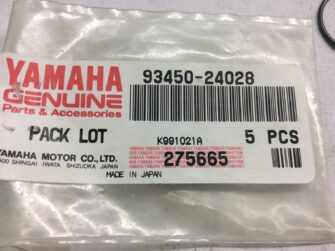 YAMAHA 93450-24028
GENUINE
Parts & Accessories
PACK LOT K991021A 5 PCS
YAMAHA MOTOR CO., LTD. 275665
SHINGAI IWATA SHIZUOKA JAPAN
MADE IN JAPAN